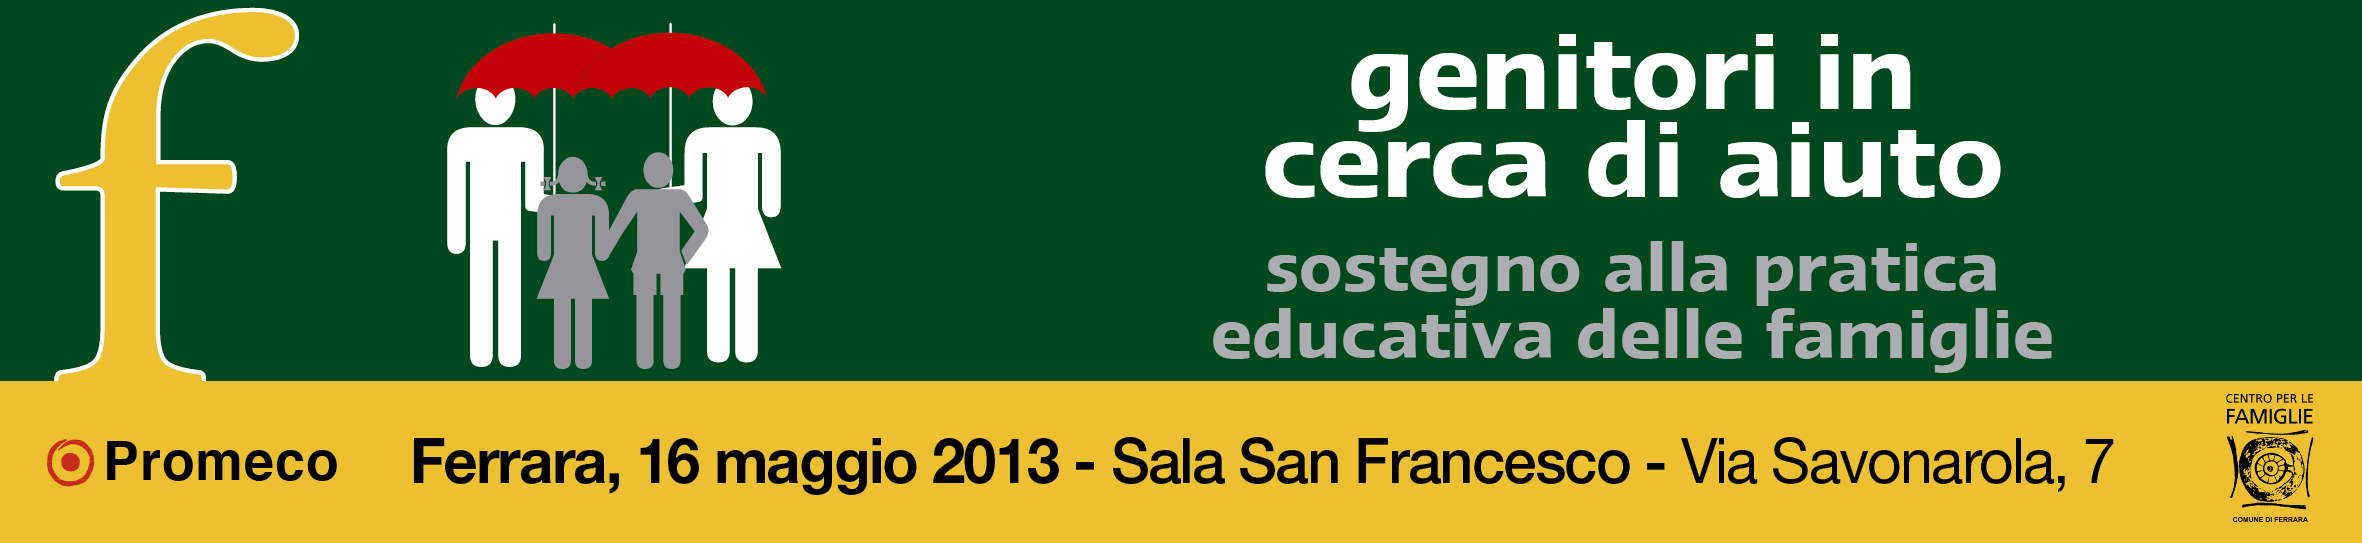 f
genitori in
cerca di aiuto
sostegno alla pratica
educativa delle famiglie
Promeco
Ferrara, 16 maggio 2013 - Sala San Francesco - Via Savonarola, 7
CENTRO PER LE
FAMIGLIE
COMUNE DI FERRARA